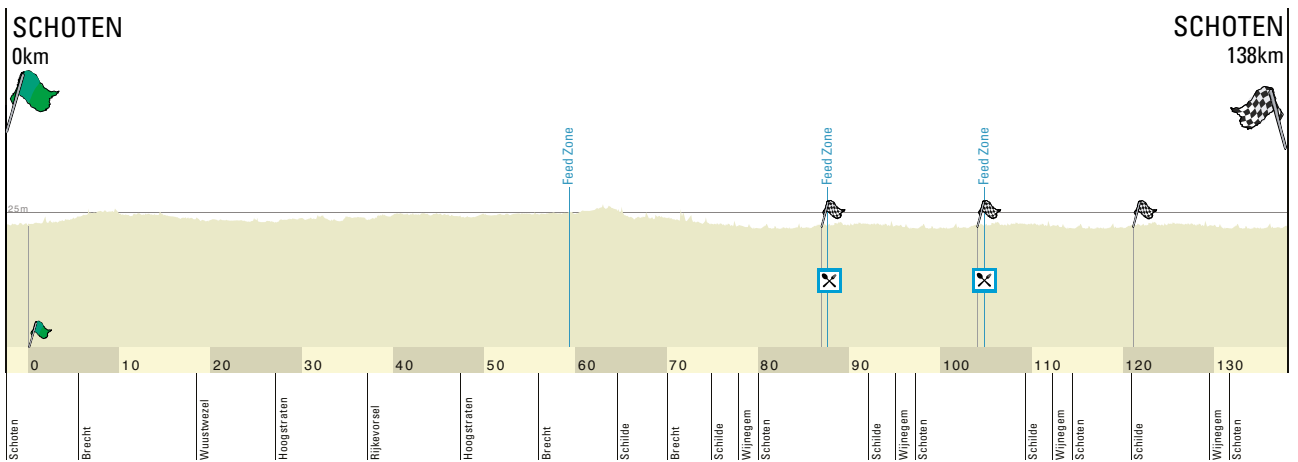 SCHOTEN
0km
SCHOTEN
138km
Feed Zone
Feed Zone
Feed Zone
25m
0 10 20 30 40 50 60 70 80 90 100 110 120 130
Schoten
Brecht
Wuustwezel
Hoogstraten
Rijkevorsel
Hoogstraten
Brecht
Schilde
Brecht
Schilde
Wijnegem
Schoten
Schilde
Wijnegem
Schoten
Schilde
Wijnegem
Schoten
Schilde
Wijnegem
Schoten